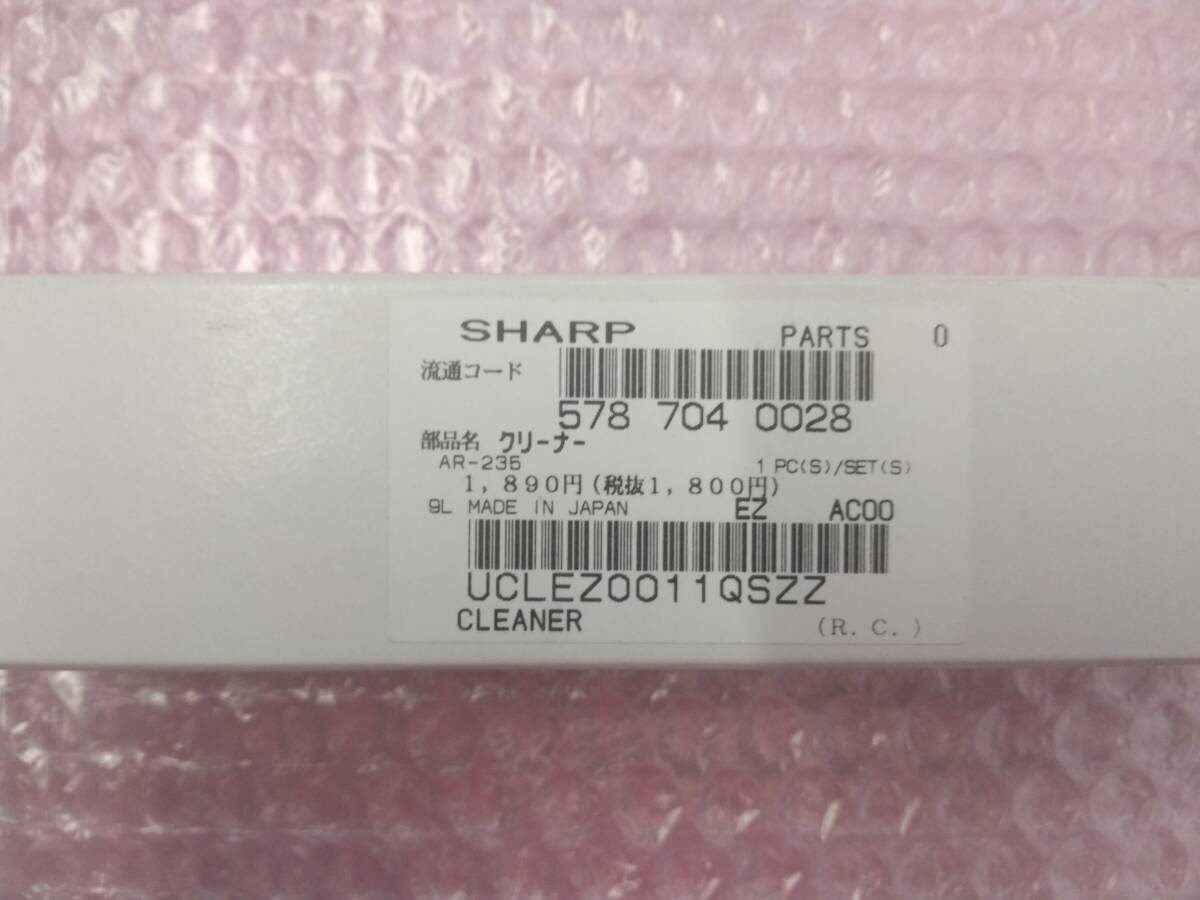 SHARP PARTS 0
流通コード
578 704 0028
部品名 クリーナー
AR-235 1 PC(S)/SET(S)
1,890円(税抜1,800円)
9L MADE IN JAPAN EZ AC00
UCLEZ0011QSZZ
CLEANER (R.C.)